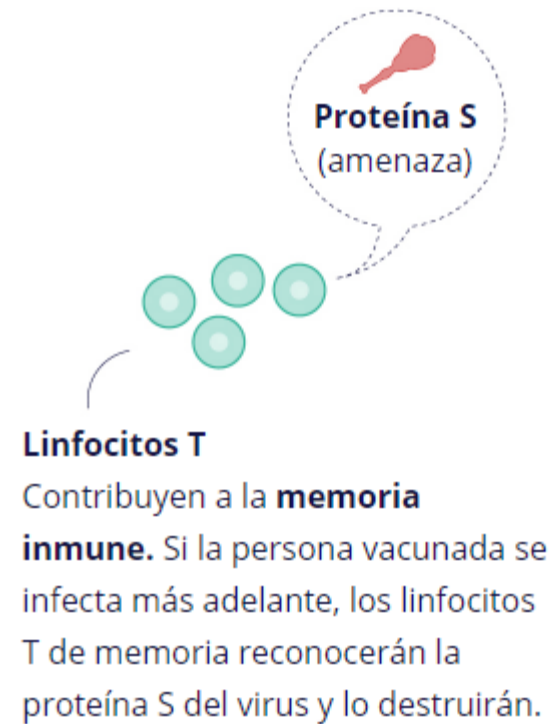 Proteína S
(amenaza)
Linfocitos T
Contribuyen a la memoria
inmune. Si la persona vacunada se
infecta más adelante, los linfocitos
T de memoria reconocerán la
proteína S del virus y lo destruirán.